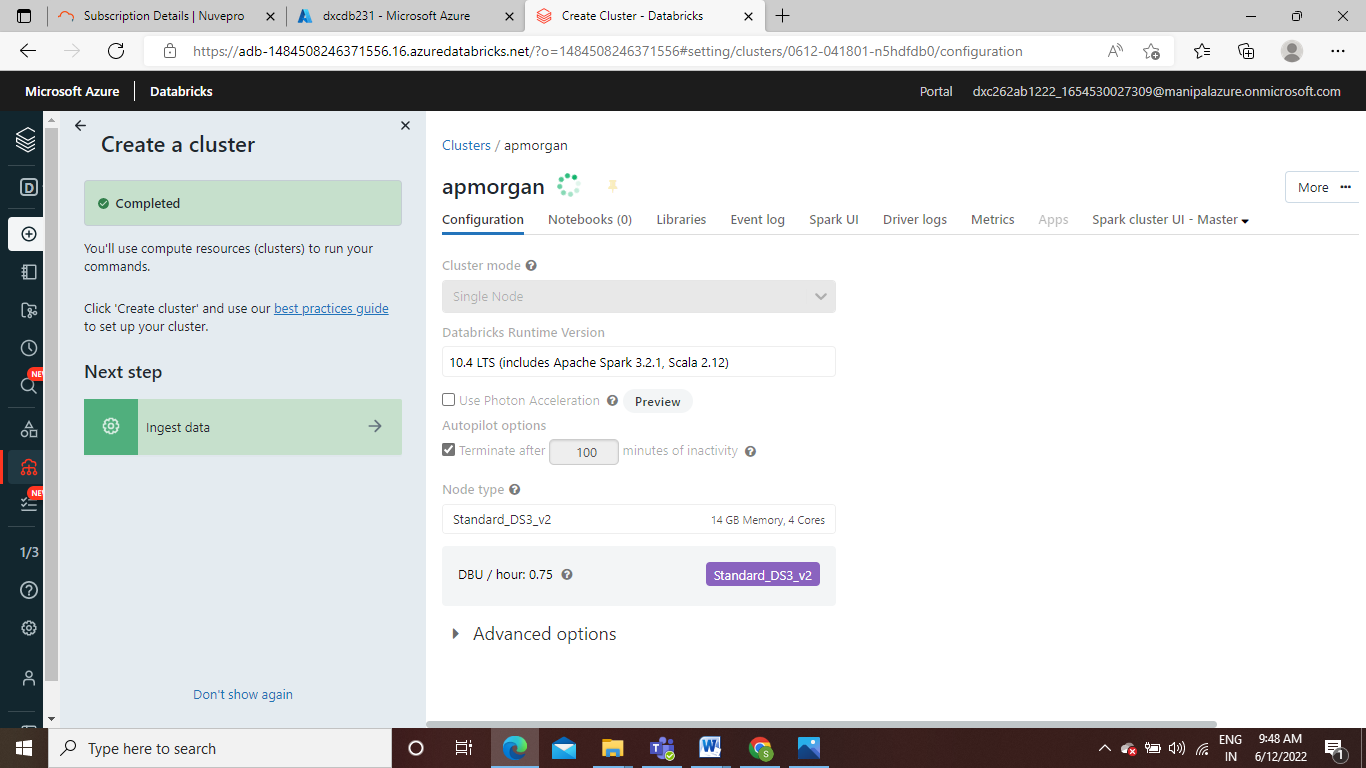 Subscription Details | Nuvepro
dxcdb231 - Microsoft Azure
Create Cluster - Databricks
https://adb-1484508246371556.16.azuredatabricks.net/?o=1484508246371556#setting/clusters/0612-041801-n5hdfdb0/configuration
Microsoft Azure
Databricks
Portal
dxc262ab1222_1654530027309@manipalazure.onmicrosoft.com
Create a cluster
Completed
You'll use compute resources (clusters) to run your
commands.
Click 'Create cluster' and use our best practices guide
to set up your cluster.
Next step
Ingest data
Don't show again
D
NEW
NEW
1/3
Clusters / apmorgan
apmorgan
More
Configuration
Notebooks (0)
Libraries
Event log
Spark UI
Driver logs
Metrics
Apps
Spark cluster UI - Master
Cluster mode
Single Node
Databricks Runtime Version
10.4 LTS (includes Apache Spark 3.2.1, Scala 2.12)
Use Photon Acceleration Preview
Autopilot options
Terminate after 100 minutes of inactivity
Node type
Standard_DS3_v2 14 GB Memory, 4 Cores
DBU / hour: 0.75 Standard_DS3_v2
Advanced options
Type here to search
ENG
IN
9:48 AM
6/12/2022
1